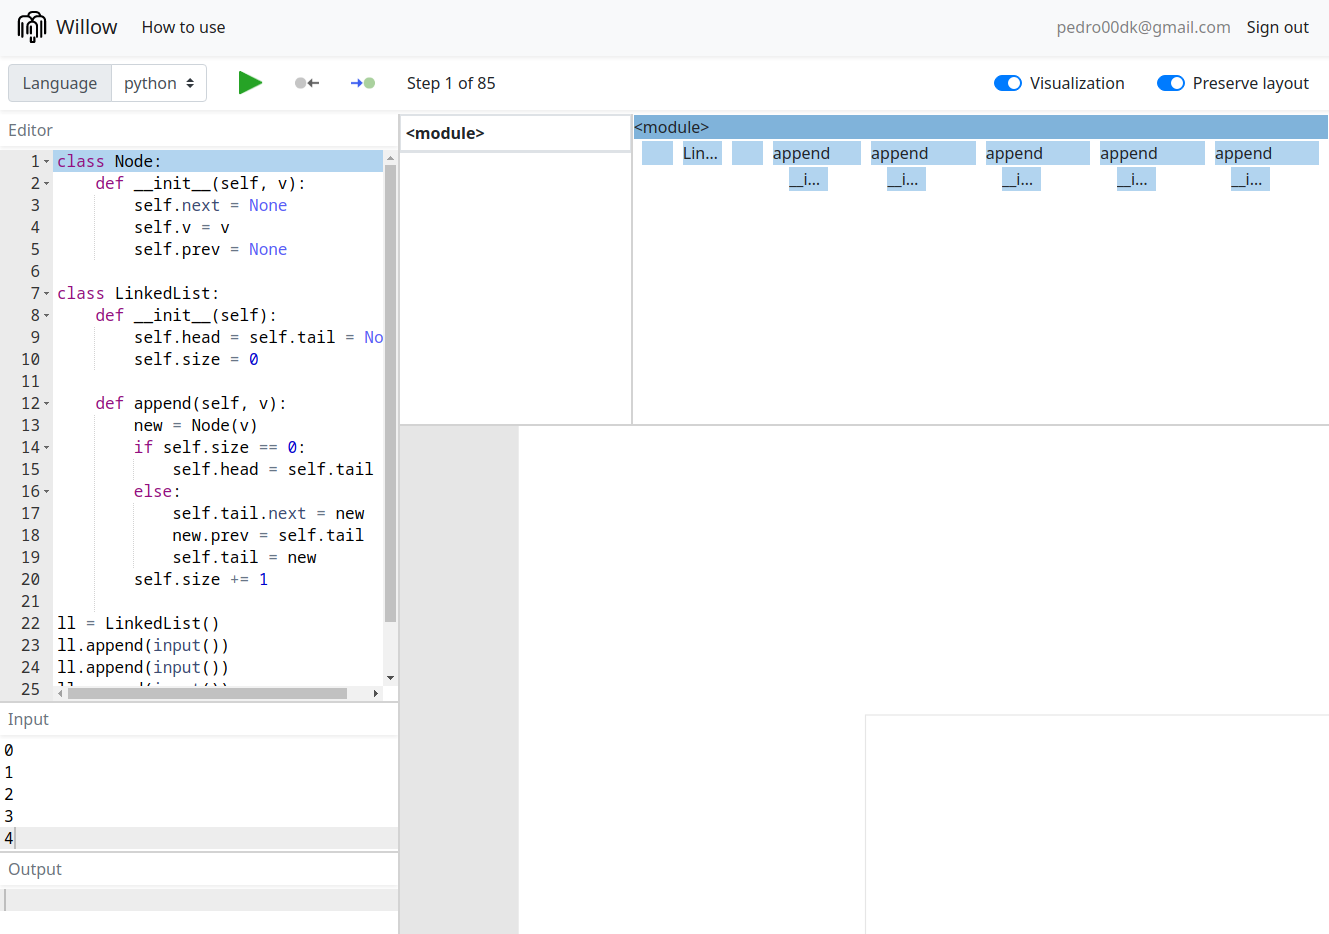 Willow How to use pedro00dk@gmail.com Sign out
Language python Step 1 of 85 Visualization Preserve layout
Editor
1 class Node:
2 def __init__(self, v):
3 self.next = None
4 self.v = v
5 self.prev = None
6
7 class LinkedList:
8 def __init__(self):
9 self.head = self.tail = No
10 self.size = 0
11
12 def append(self, v):
13 new = Node(v)
14 if self.size == 0:
15 self.head = self.tail
16 else:
17 self.tail.next = new
18 new.prev = self.tail
19 self.tail = new
20 self.size += 1
21
22 ll = LinkedList()
23 ll.append(input())
24 ll.append(input())
25
Input
0
1
2
3
4
Output
<module>
<module>
Lin... append append append append append
__i... __i... __i... __i... __i...